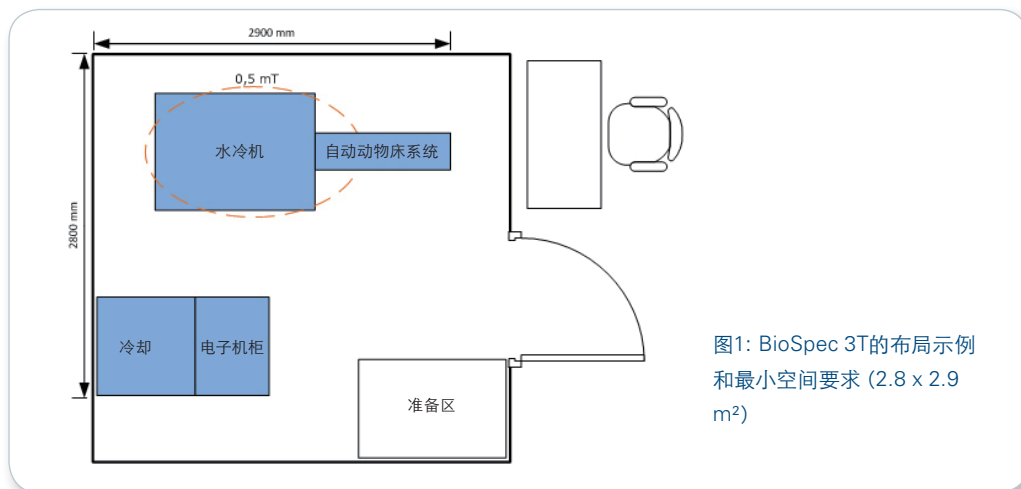 2900 mm
0,5 mT
水冷机
自动动物床系统
2800 mm
冷却
电子机柜
准备区
图1: BioSpec 3T的布局示例
和最小空间要求 (2.8 x 2.9
m²)